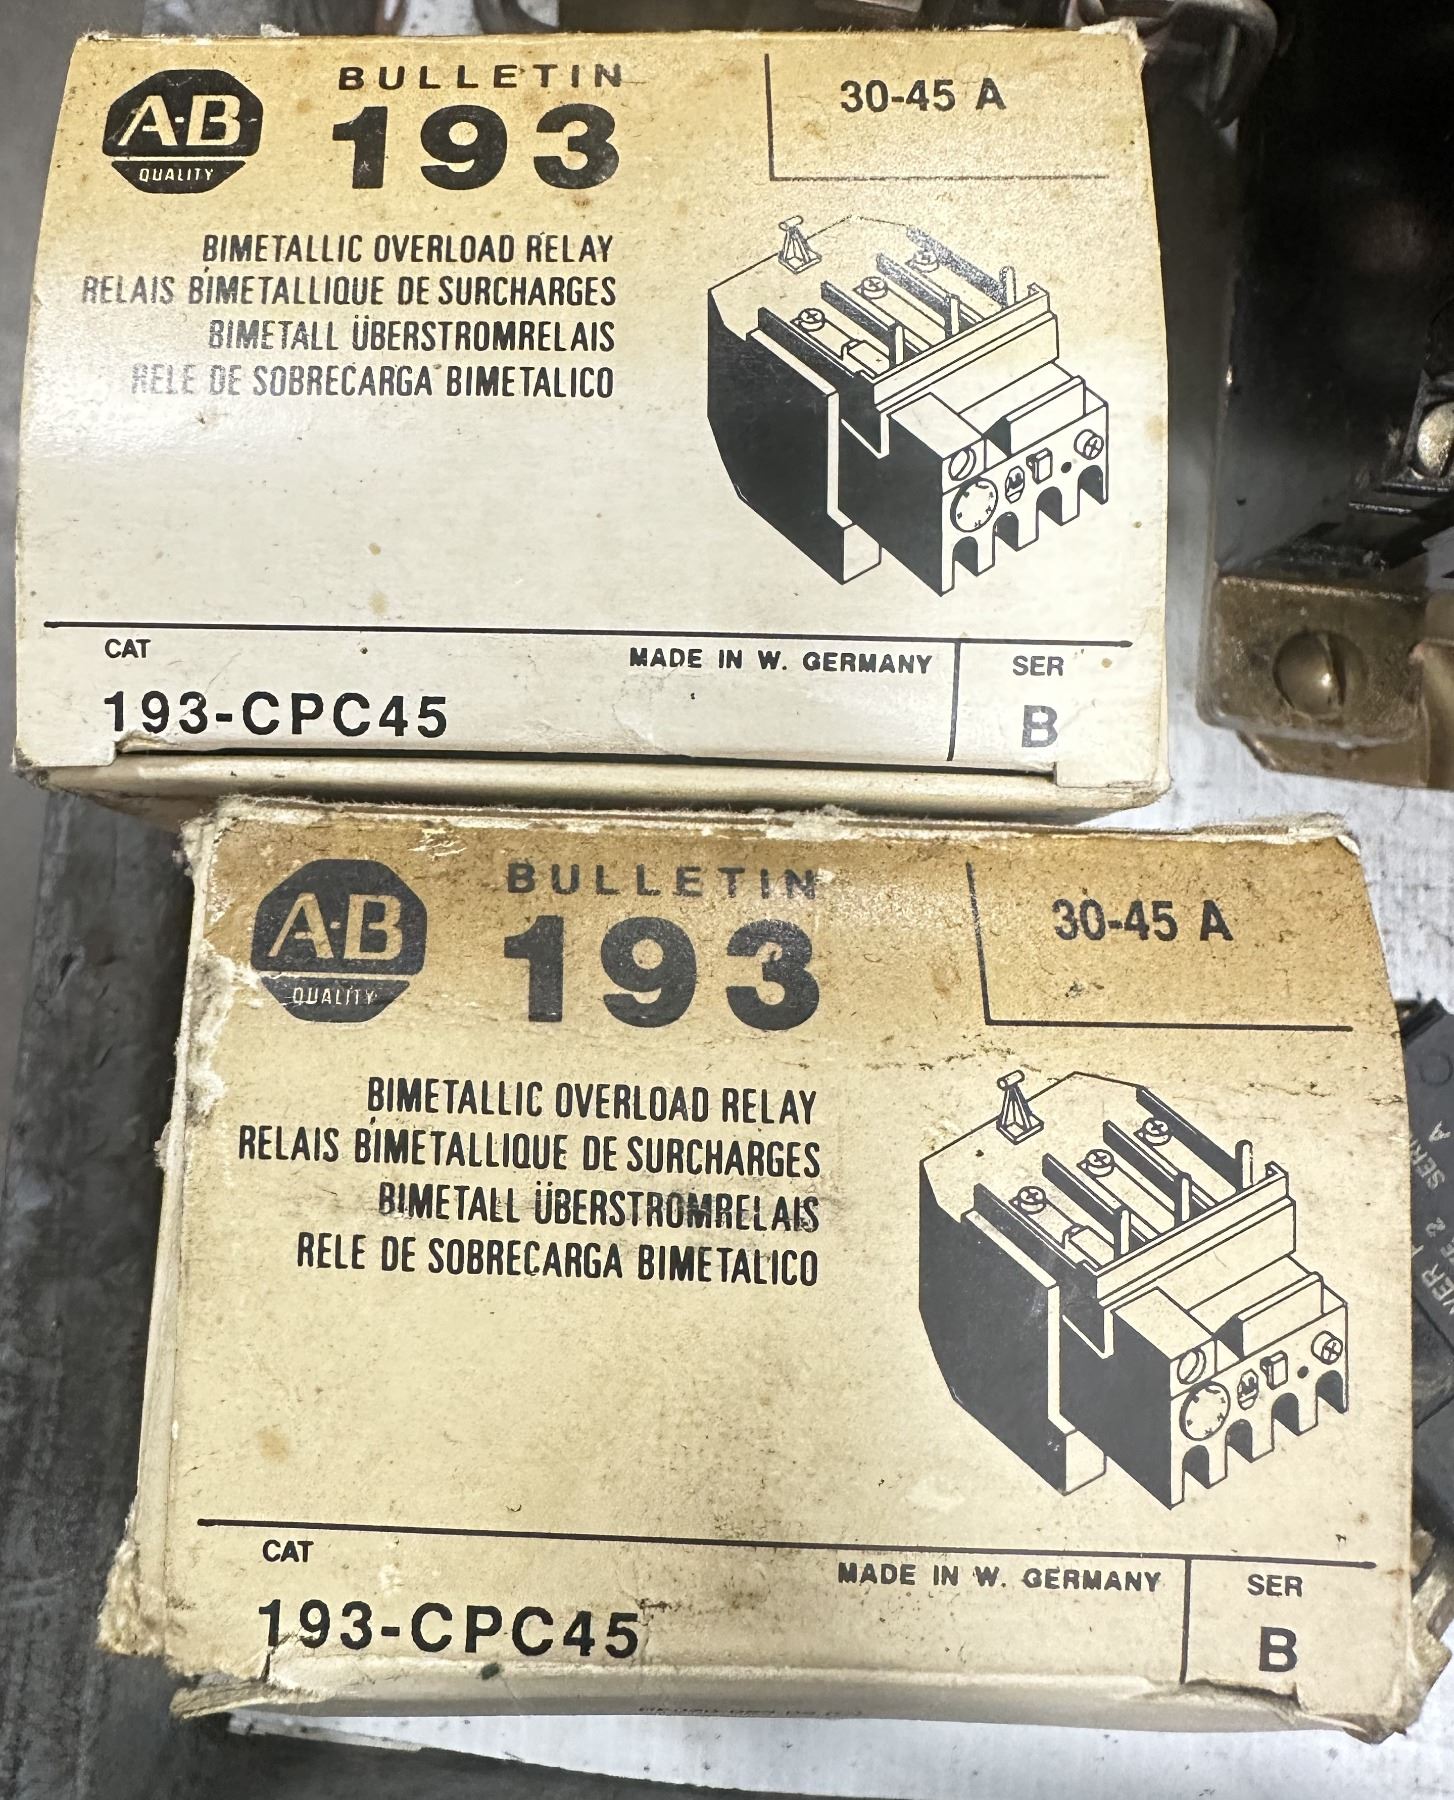 A-B
QUALITY
BULLETIN
193
30-45 A
BIMETALLIC OVERLOAD RELAY
RELAIS BIMETALLIQUE DE SURCHARGES
BIMETALL ÜBERSTROMRELAIS
RELE DE SOBRECARGA BIMETALICO
CAT
193-CPC45
MADE IN W. GERMANY
SER
B
A-B
QUALITY
BULLETIN
193
30-45 A
BIMETALLIC OVERLOAD RELAY
RELAIS BIMETALLIQUE DE SURCHARGES
BIMETALL ÜBERSTROMRELAIS
RELE DE SOBRECARGA BIMETALICO
CAT
193-CPC45
MADE IN W. GERMANY
SER
B